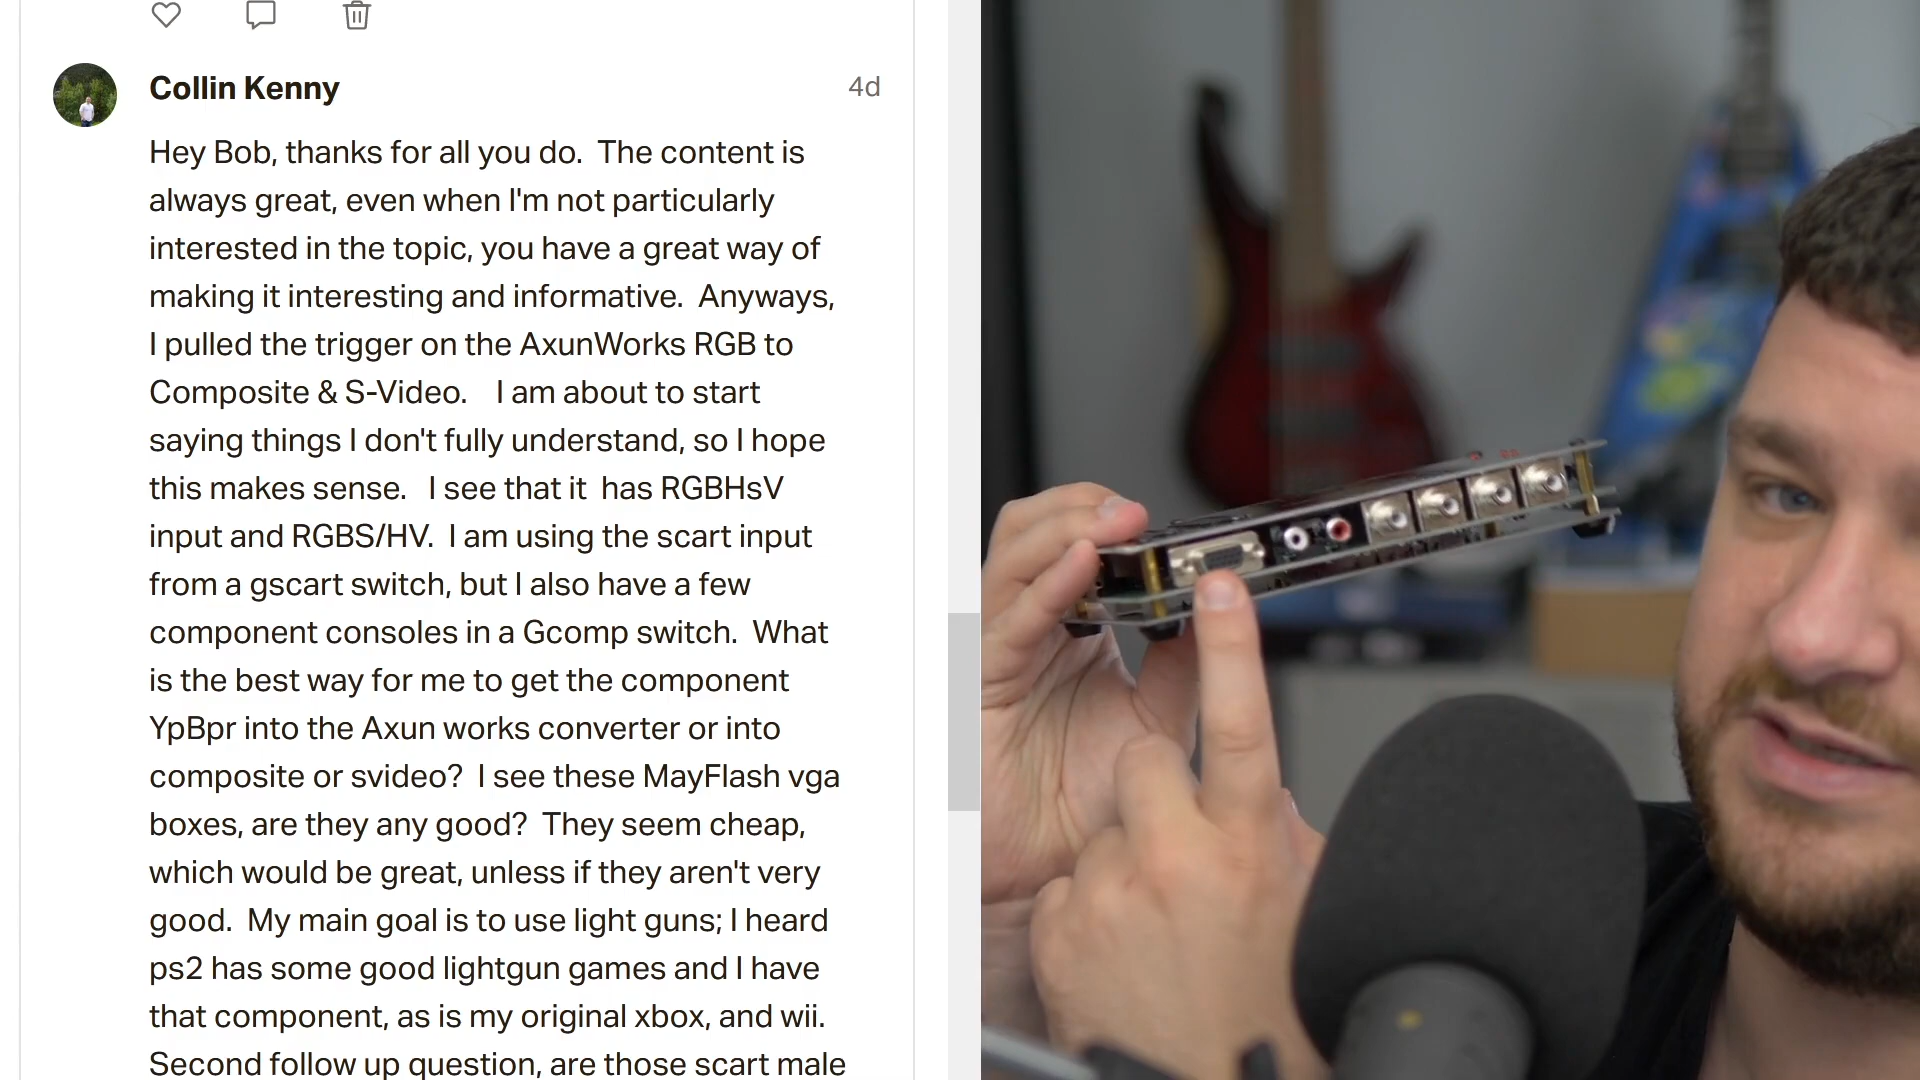 Collin Kenny
4d
Hey Bob, thanks for all you do.  The content is
always great, even when I'm not particularly
interested in the topic, you have a great way of
making it interesting and informative.  Anyways,
I pulled the trigger on the AxunWorks RGB to
Composite & S-Video.    I am about to start
saying things I don't fully understand, so I hope
this makes sense.   I see that it  has RGBHsV
input and RGBS/HV.  I am using the scart input
from a gscart switch, but I also have a few
component consoles in a Gcomp switch.  What
is the best way for me to get the component
YpBpr into the Axun works converter or into
composite or svideo?  I see these MayFlash vga
boxes, are they any good?  They seem cheap,
which would be great, unless if they aren't very
good.  My main goal is to use light guns; I heard
ps2 has some good lightgun games and I have
that component, as is my original xbox, and wii.
Second follow up question, are those scart male